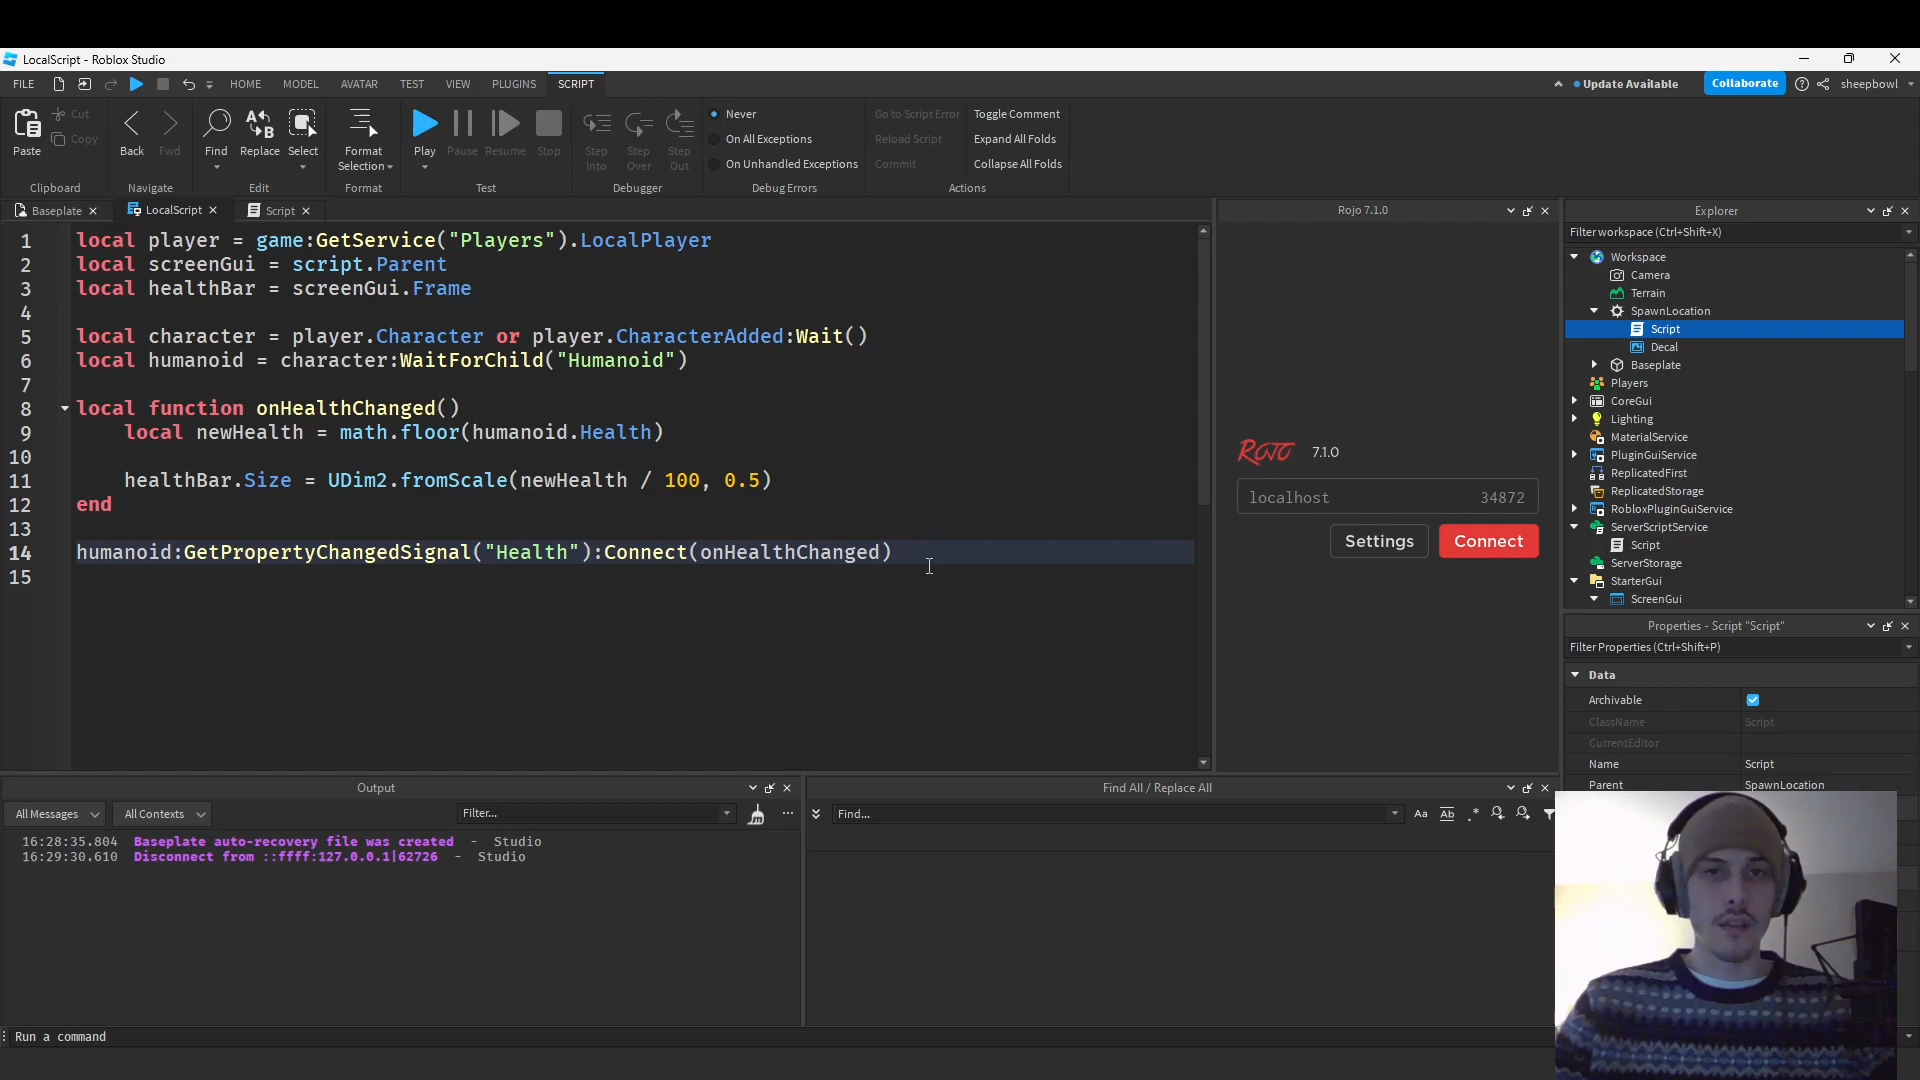 LocalScript - Roblox Studio
FILE HOME MODEL AVATAR TEST VIEW PLUGINS SCRIPT Update Available Collaborate sheepbowl
Paste Cut Copy Back Fwd Find Replace Select Format Selection Play Pause Resume Stop Step Into Step Over Step Out
Never
On All Exceptions
On Unhandled Exceptions
Go to Script Error
Reload Script
Commit
Toggle Comment
Expand All Folds
Collapse All Folds
Clipboard Navigate Edit Format Test Debugger Debug Errors Actions
Baseplate LocalScript Script
1 local player = game:GetService("Players").LocalPlayer
2 local screenGui = script.Parent
3 local healthBar = screenGui.Frame
4
5 local character = player.Character or player.CharacterAdded:Wait()
6 local humanoid = character:WaitForChild("Humanoid")
7
8 local function onHealthChanged()
9 local newHealth = math.floor(humanoid.Health)
10
11 healthBar.Size = UDim2.fromScale(newHealth / 100, 0.5)
12 end
13
14 humanoid:GetPropertyChangedSignal("Health"):Connect(onHealthChanged)
15
Rojo 7.1.0
ROJO 7.1.0
localhost 34872
Settings Connect
Explorer
Filter workspace (Ctrl+Shift+X)
Workspace
Camera
Terrain
SpawnLocation
Script
Decal
Baseplate
Players
CoreGui
Lighting
MaterialService
PluginGuiService
ReplicatedFirst
ReplicatedStorage
RobloxPluginGuiService
ServerScriptService
Script
ServerStorage
StarterGui
ScreenGui
Properties - Script "Script"
Filter Properties (Ctrl+Shift+P)
Data
Archivable
ClassName Script
CurrentEditor
Name Script
Parent SpawnLocation
Output
All Messages All Contexts Filter...
16:28:35.804 Baseplate auto-recovery file was created - Studio
16:29:30.610 Disconnect from ::ffff:127.0.0.1|62726 - Studio
Find All / Replace All
Find... Aa Ab .*
Run a command